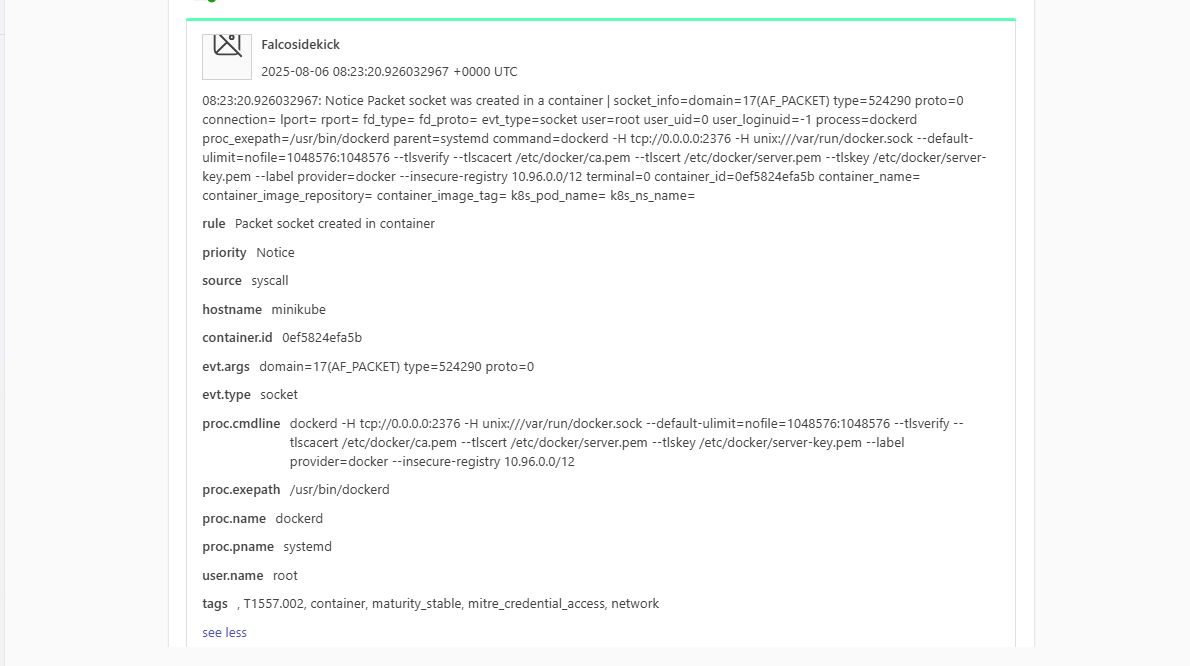 Falcosidekick
2025-08-06 08:23:20.926032967 +0000 UTC
08:23:20.926032967: Notice Packet socket was created in a container | socket_info=domain=17(AF_PACKET) type=524290 proto=0
connection= lport= rport= fd_type= fd_proto= evt_type=socket user=root user_uid=0 user_loginuid=-1 process=dockerd
proc_exepath=/usr/bin/dockerd parent=systemd command=dockerd -H tcp://0.0.0.0:2376 -H unix:///var/run/docker.sock --default-
ulimit=nofile=1048576:1048576 --tlsverify --tlscacert /etc/docker/ca.pem --tlscert /etc/docker/server.pem --tlskey /etc/docker/server-
key.pem --label provider=docker --insecure-registry 10.96.0.0/12 terminal=0 container_id=0ef5824efa5b container_name=
container_image_repository= container_image_tag= k8s_pod_name= k8s_ns_name=
rule Packet socket created in container
priority Notice
source syscall
hostname minikube
container.id 0ef5824efa5b
evt.args domain=17(AF_PACKET) type=524290 proto=0
evt.type socket
proc.cmdline dockerd -H tcp://0.0.0.0:2376 -H unix:///var/run/docker.sock --default-ulimit=nofile=1048576:1048576 --tlsverify --
tlscacert /etc/docker/ca.pem --tlscert /etc/docker/server.pem --tlskey /etc/docker/server-key.pem --label
provider=docker --insecure-registry 10.96.0.0/12
proc.exepath /usr/bin/dockerd
proc.name dockerd
proc.pname systemd
user.name root
tags , T1557.002, container, maturity_stable, mitre_credential_access, network
see less